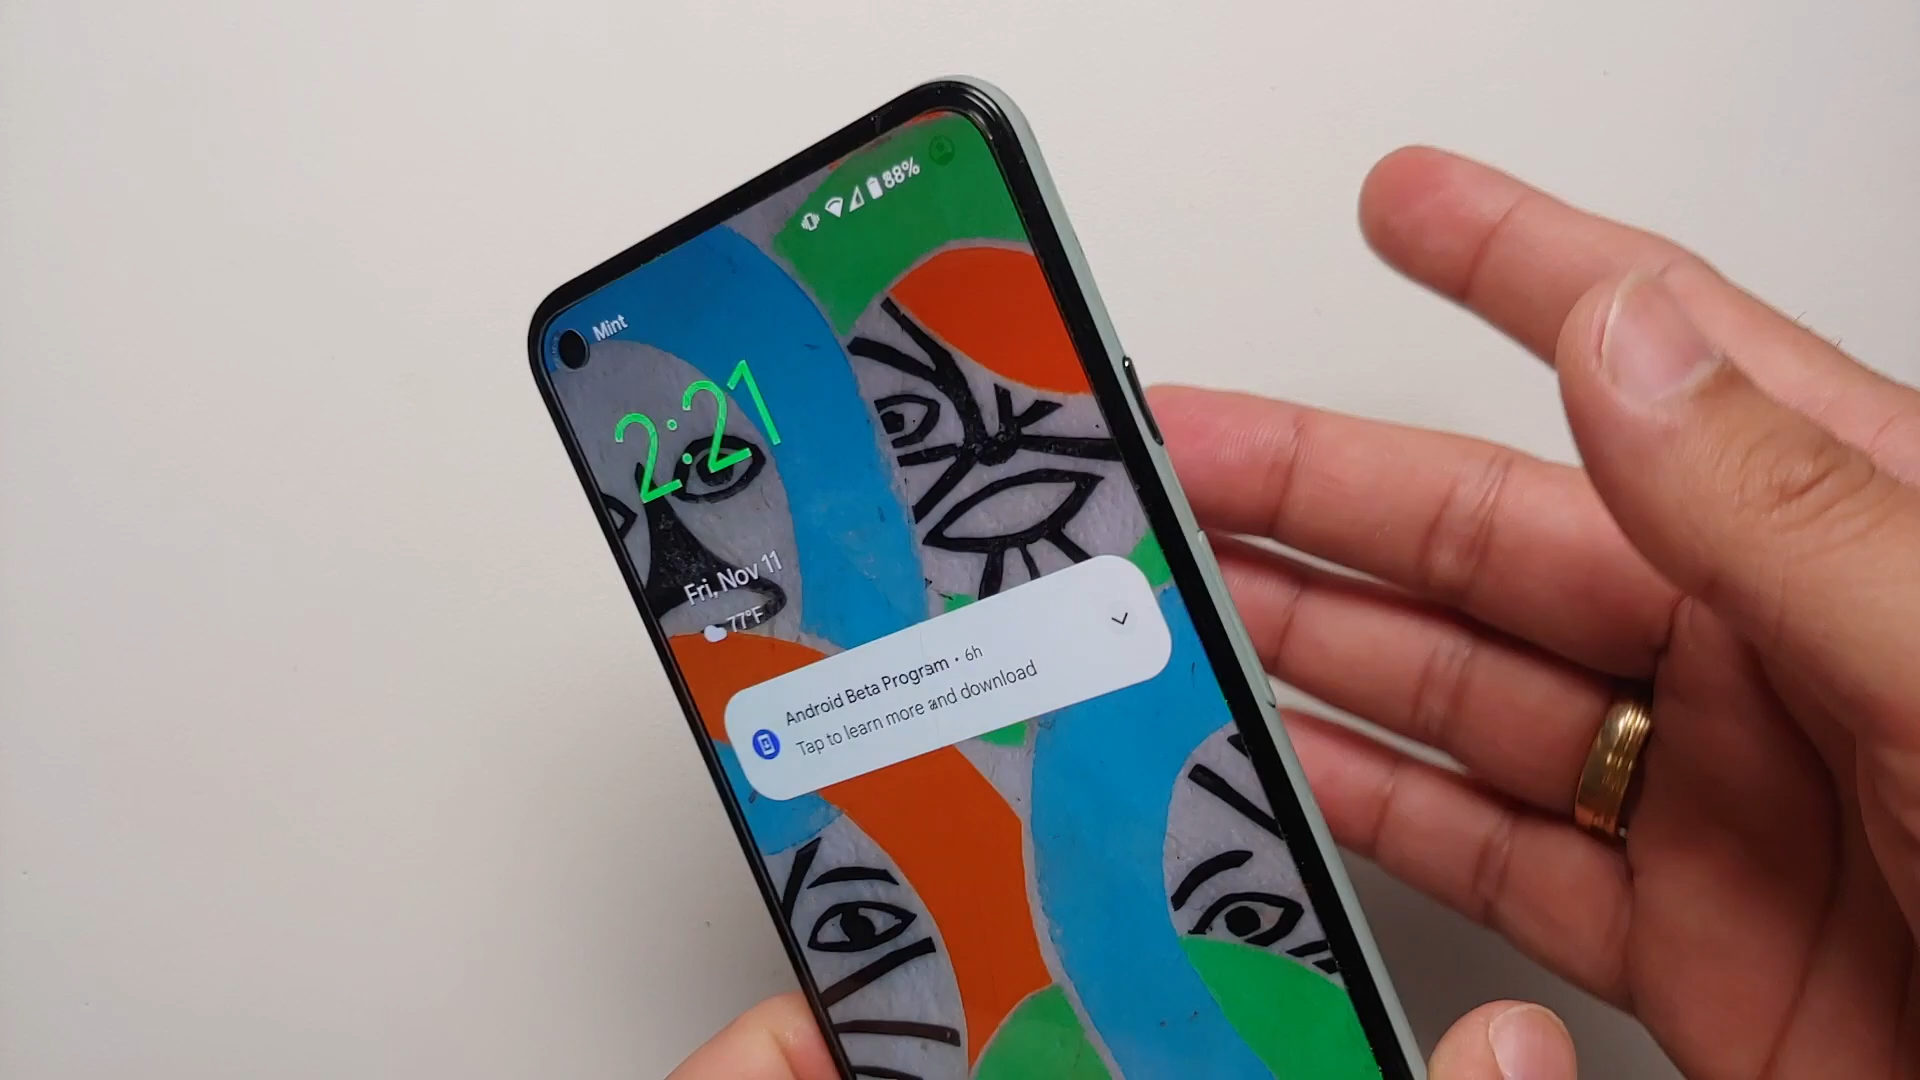 Mint
88%
2:21
Fri, Nov 11
77°F
Android Beta Program • 6h
Tap to learn more and download